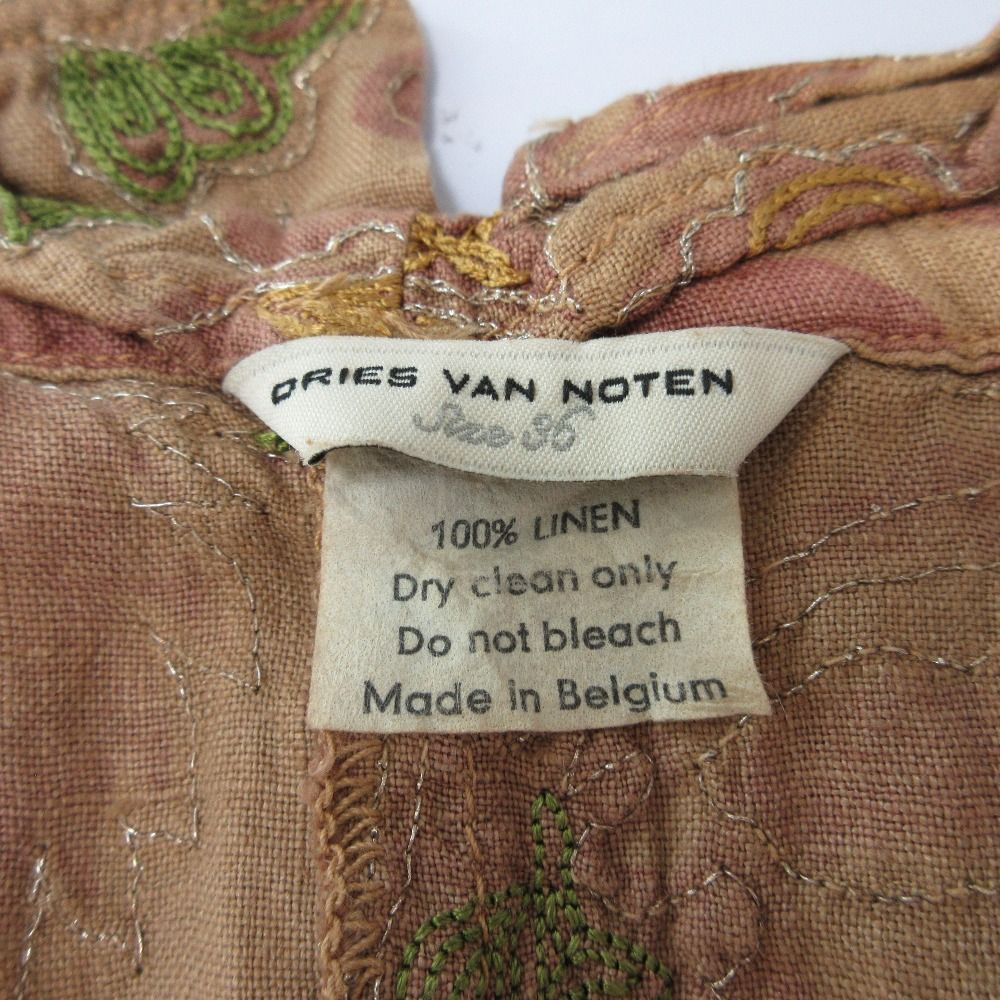 DRIES VAN NOTEN
Size 36
100% LINEN
Dry clean only
Do not bleach
Made in Belgium